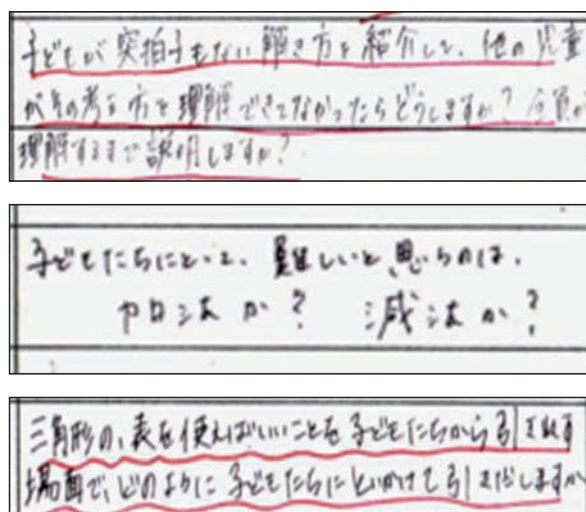 子どもが突拍子もない解き方を紹介して、他の児童
がその考え方を理解できてなかったらどうしますか？全員が
理解するまで説明しますか？
子どもたちにとって、難しいと思うのは、
加法か？ 減法か？
三角形の、表を使えばいいことを子どもたちから引きだす
場面で、どのように子どもたちにといかけて引きだしますか